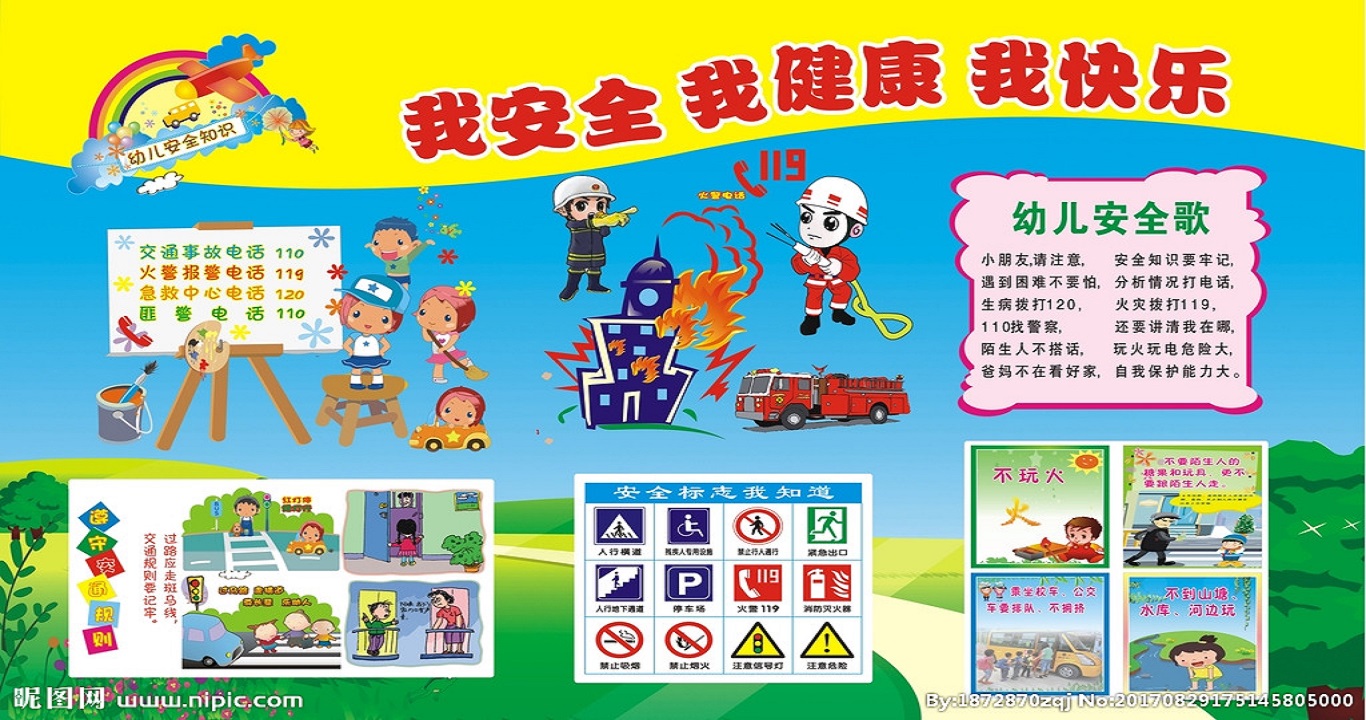 我安全 我健康 我快乐
幼儿安全知识
119
火警电话
交通事故电话 110
火警报警电话 119
急救中心电话 120
匪警电话 110
幼儿安全歌
小朋友,请注意, 安全知识要牢记,
遇到困难不要怕, 分析情况打电话,
生病拨打120, 火灾拨打119,
110找警察, 还要讲清我在哪,
陌生人不搭话, 玩火玩电危险大,
爸妈不在看好家, 自我保护能力大。
遵守交通规则
过路应走斑马线,
交通规则要记牢。
红灯停
安全标志我知道
人行横道
残疾人专用设施
禁止行人通行
紧急出口
人行地下通道
停车场
火警119
消防灭火器
禁止吸烟
禁止烟火
注意信号灯
注意危险
P
119
不玩火
火
不要陌生人的
糖果和玩具，更不
要跟陌生人走。
乘坐校车、公交
车要排队、不拥挤
不到山塘、
水库、河边玩
昵图网 www.nipic.com
By:1872870zqj No:20170829175145805000